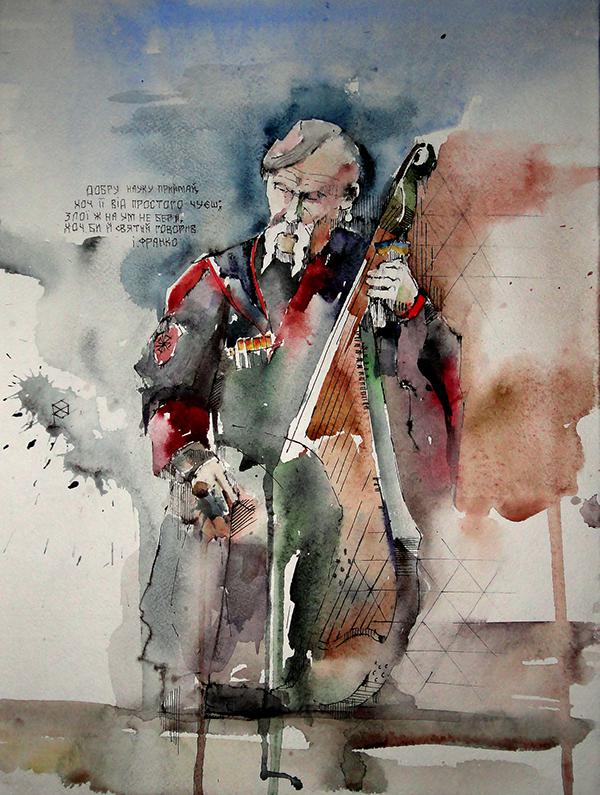 ДОБРУ НАУКУ ПРИЙМАЙ,
ХОЧ ЇЇ ВІД ПРОСТОГО ЧУЄШ;
ЗЛОЇ Ж НА УМ НЕ БЕРИ,
ХОЧ БИ Й СВЯТИЙ ГОВОРИВ
І.ФРАНКО